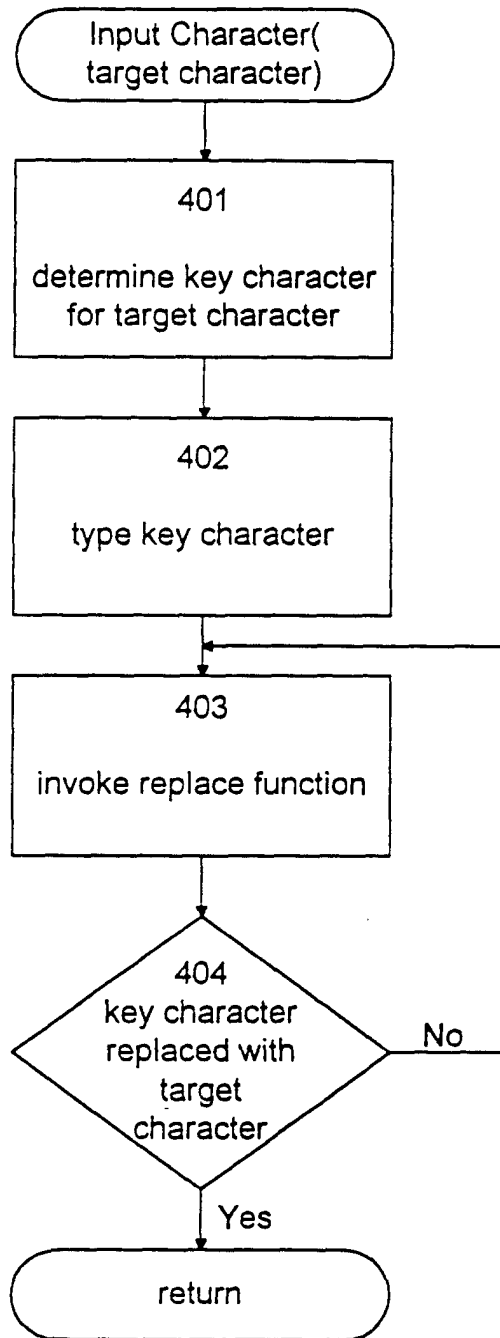 Input Character(
target character)
401
determine key character
for target character
402
type key character
403
invoke replace function
404
key character
replaced with
target
character
No
Yes
return